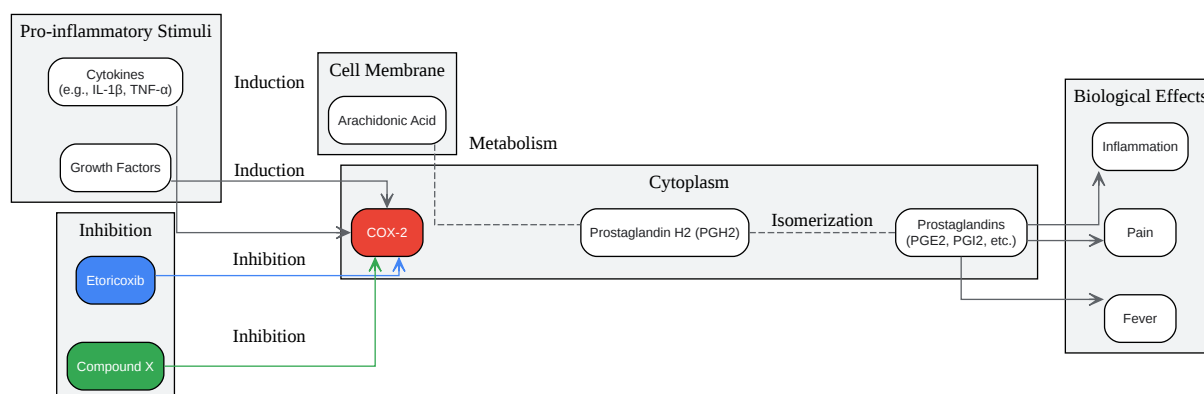 Pro-inflammatory Stimuli
Cytokines
(e.g., IL-1β, TNF-α)
Growth Factors
Induction
Induction
Cell Membrane
Arachidonic Acid
Metabolism
Cytoplasm
COX-2
Prostaglandin H2 (PGH2)
Isomerization
Prostaglandins
(PGE2, PGI2, etc.)
Biological Effects
Inflammation
Pain
Fever
Inhibition
Etoricoxib
Compound X
Inhibition
Inhibition